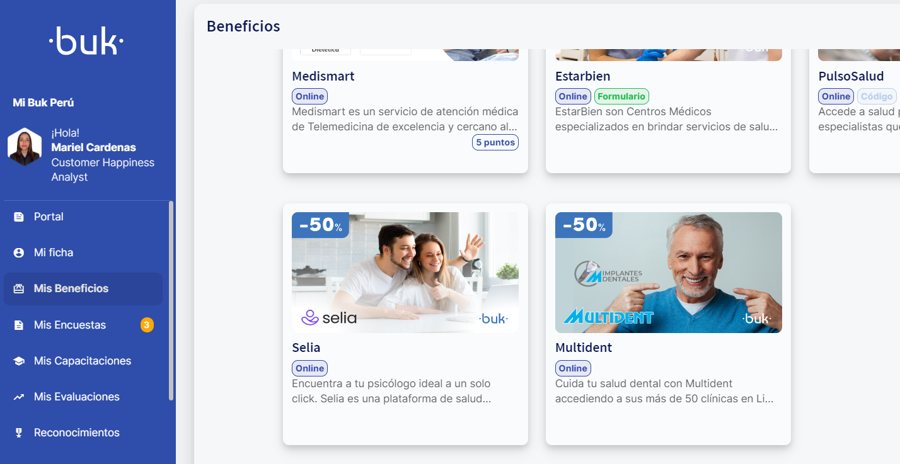 ·buk·
Mi Buk Perú
¡Hola!
Mariel Cardenas
Customer Happiness
Analyst
Portal
Mi ficha
Mis Beneficios
Mis Encuestas
3
Mis Capacitaciones
Mis Evaluaciones
Reconocimientos
Beneficios
Medismart
Online
Medismart es un servicio de atención médica
de Telemedicina de excelencia y cercano al...
5 puntos
buk
Estarbien
Online Formulario
EstarBien son Centros Médicos
especializados en brindar servicios de salu...
PulsoSalud
Online Código
Accede a salud
especialistas qu
-50%
selia
·buk·
Selia
Online
Encuentra a tu psicólogo ideal a un solo
click. Selia es una plataforma de salud...
-50%
IMPLANTES
DENTALES
MULTIDENT
·buk·
Multident
Online
Cuida tu salud dental con Multident
accediendo a sus más de 50 clínicas en Li...